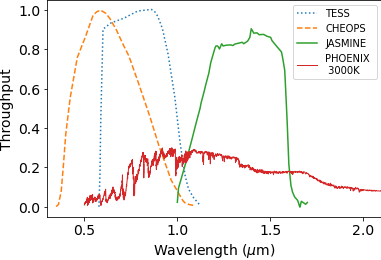 TESS
CHEOPS
JASMINE
PHOENIX
3000K
1.0
0.8
0.6
0.4
0.2
0.0
Throughput
0.5
1.0
1.5
2.0
Wavelength (μm)